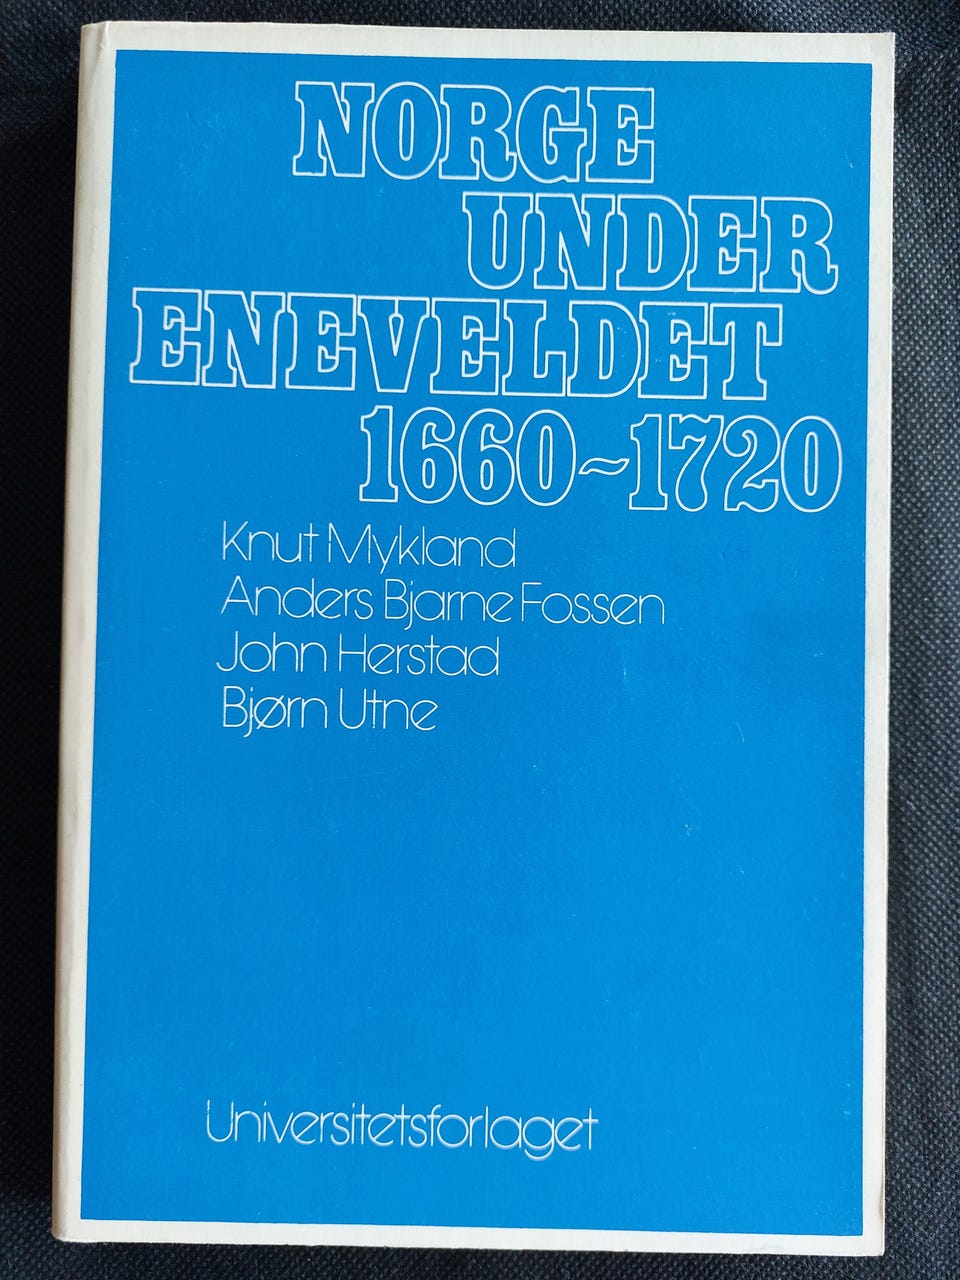 NORGE
UNDER
ENEVELDET
1660~1720
Knut Mykland
Anders Bjarne Fossen
John Herstad
Bjørn Utne
Universitetsforlaget